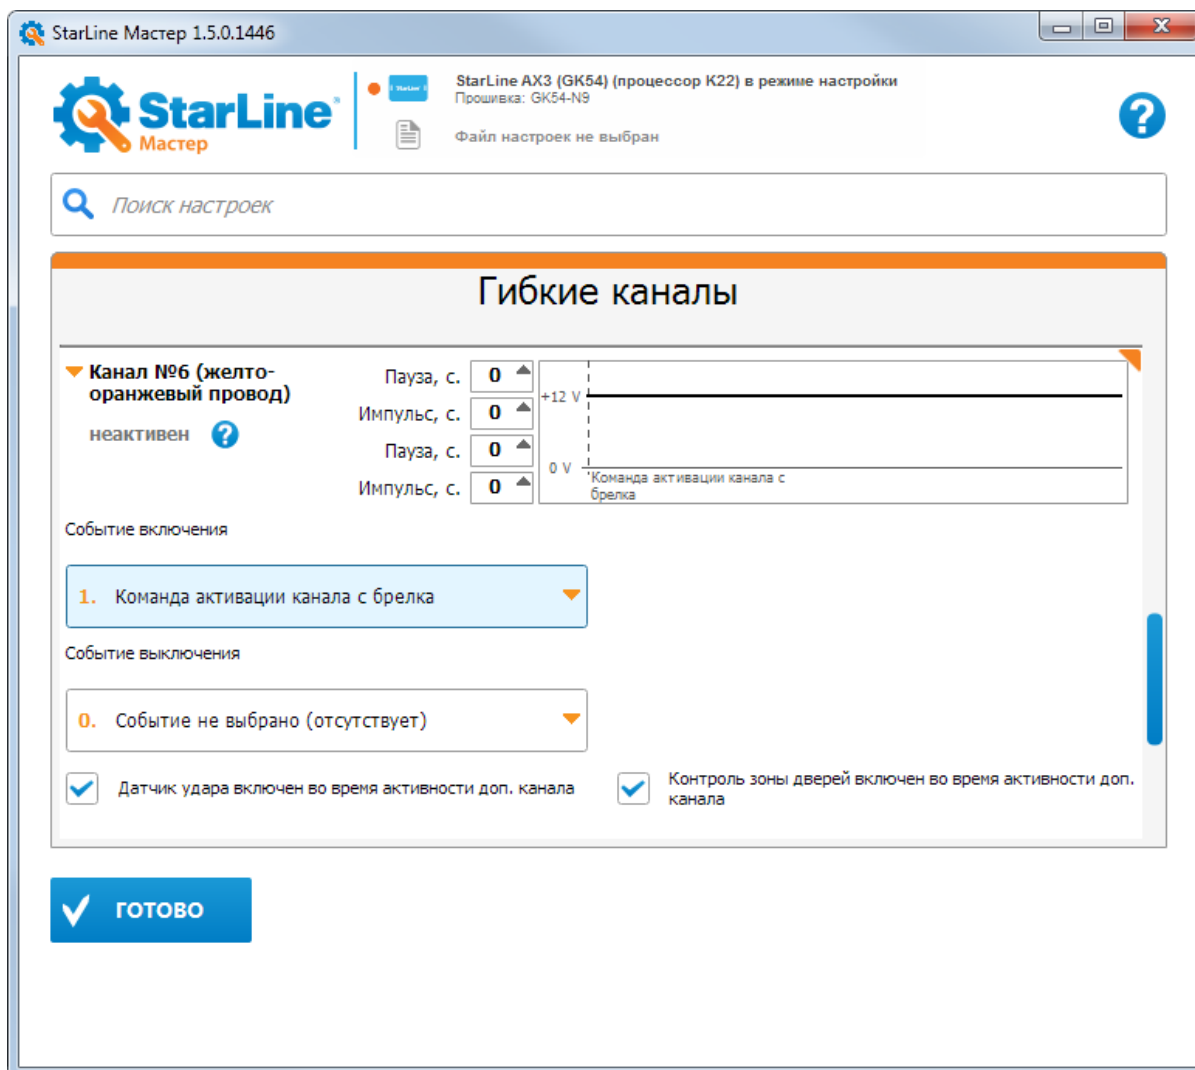 StarLine Мастер 1.5.0.1446
StarLine
Мастер
StarLine AX3 (GK54) (процессор K22) в режиме настройки
Прошивка: GK54-N9
Файл настроек не выбран
?
Поиск настроек
Гибкие каналы
Канал №6 (желто-
оранжевый провод)
неактивен ?
Пауза, с. 0
Импульс, с. 0
Пауза, с. 0
Импульс, с. 0
+12 V
0 V
Команда активации канала с
брелка
Событие включения
1. Команда активации канала с брелка
Событие выключения
0. Событие не выбрано (отсутствует)
Датчик удара включен во время активности доп. канала
Контроль зоны дверей включен во время активности доп.
канала
ГОТОВО